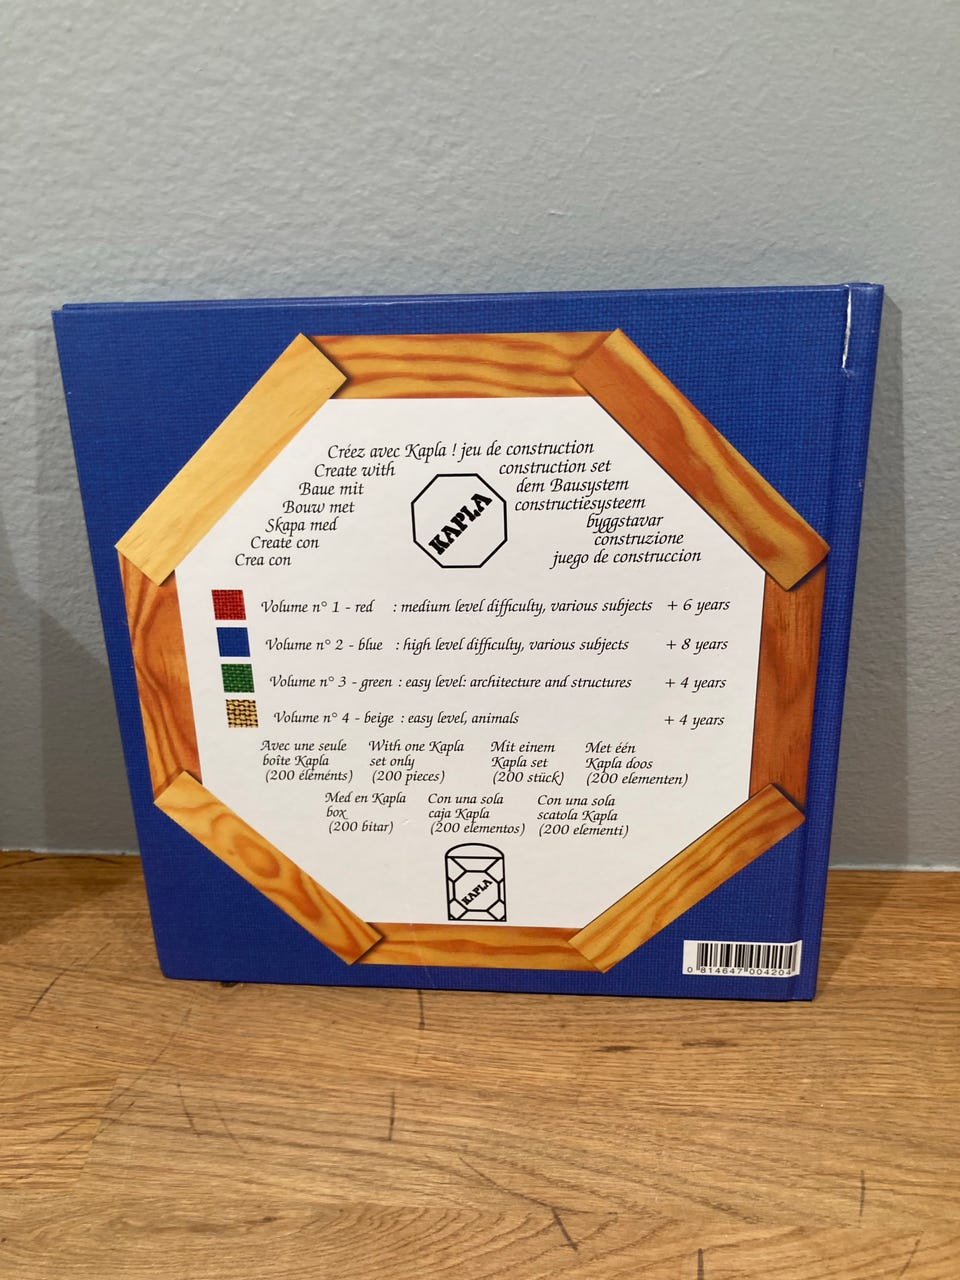 Créez avec Kapla ! jeu de construction
Create with construction set
Baue mit dem Bausystem
Bouw met constructiesysteem
Skapa med byggstavar
Create con construzione
Crea con juego de construccion
KAPLA
Volume n° 1 - red : medium level difficulty, various subjects + 6 years
Volume n° 2 - blue : high level difficulty, various subjects + 8 years
Volume n° 3 - green : easy level: architecture and structures + 4 years
Volume n° 4 - beige : easy level, animals + 4 years
Avec une seule With one Kapla Mit einem Met één
boîte Kapla set only Kapla set Kapla doos
(200 éléménts) (200 pieces) (200 stück) (200 elementen)
Med en Kapla Con una sola Con una sola
box caja Kapla scatola Kapla
(200 bitar) (200 elementos) (200 elementi)
KAPLA
0 814647 004204